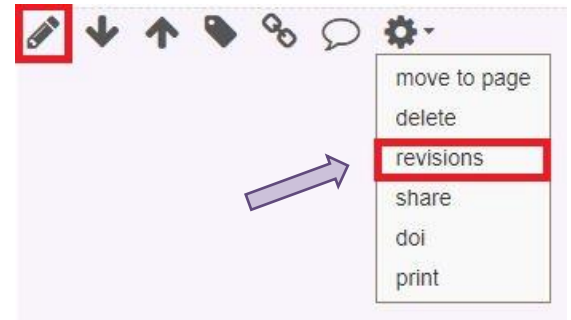 move to page
delete
revisions
share
doi
print